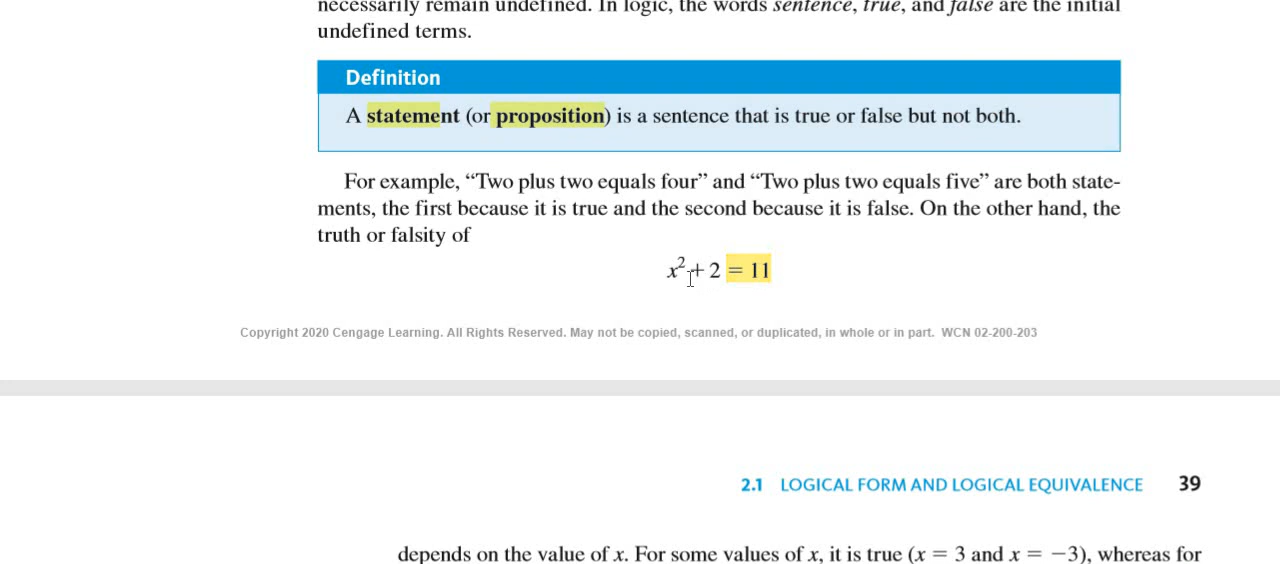 necessarily remain undefined. In logic, the words sentence, true, and false are the initial
undefined terms.
Definition
A statement (or proposition) is a sentence that is true or false but not both.
For example, “Two plus two equals four” and “Two plus two equals five” are both state-
ments, the first because it is true and the second because it is false. On the other hand, the
truth or falsity of
x² + 2 = 11
Copyright 2020 Cengage Learning. All Rights Reserved. May not be copied, scanned, or duplicated, in whole or in part. WCN 02-200-203
2.1 LOGICAL FORM AND LOGICAL EQUIVALENCE 39
depends on the value of x. For some values of x, it is true (x = 3 and x = −3), whereas for